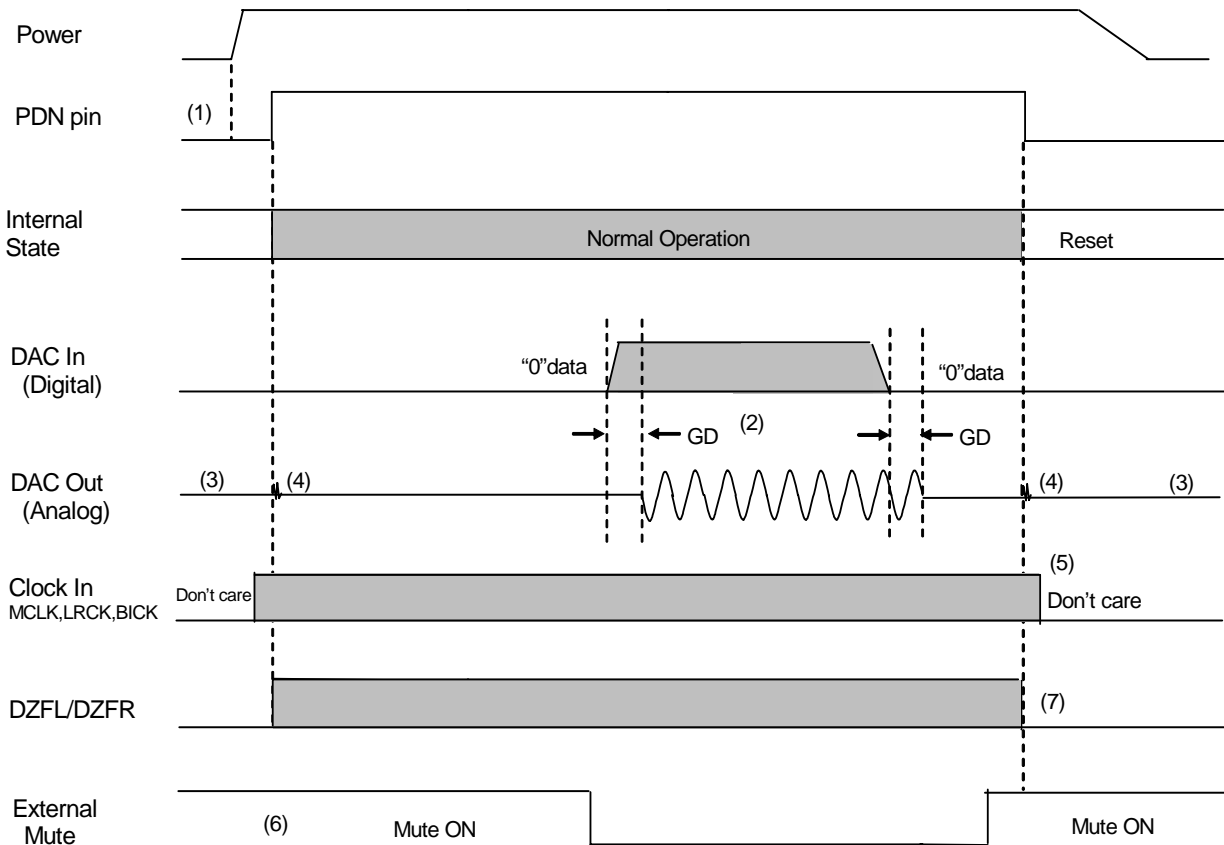 Power
PDN pin
(1)
Internal
State
Normal Operation
Reset
DAC In
(Digital)
“0”data
“0”data
GD
(2)
GD
DAC Out
(Analog)
(3)
(4)
(4)
(3)
Clock In
MCLK,LRCK,BICK
Don’t care
(5)
Don’t care
DZFL/DZFR
(7)
External
Mute
(6)
Mute ON
Mute ON